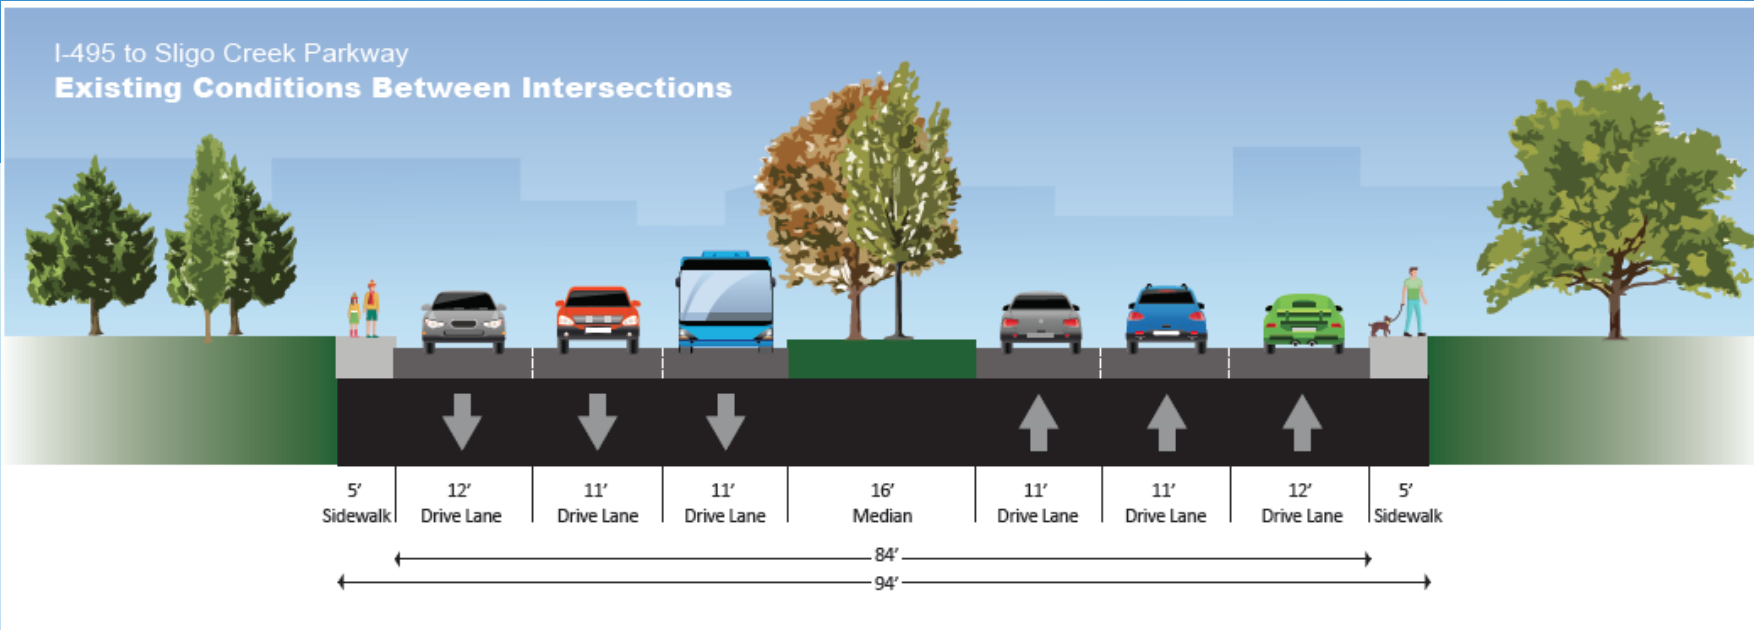 I-495 to Sligo Creek Parkway
Existing Conditions Between Intersections
5′ 12′ 11′ 11′ 16′ 11′ 11′ 12′ 5′
Sidewalk Drive Lane Drive Lane Drive Lane Median Drive Lane Drive Lane Drive Lane Sidewalk
84′
94′